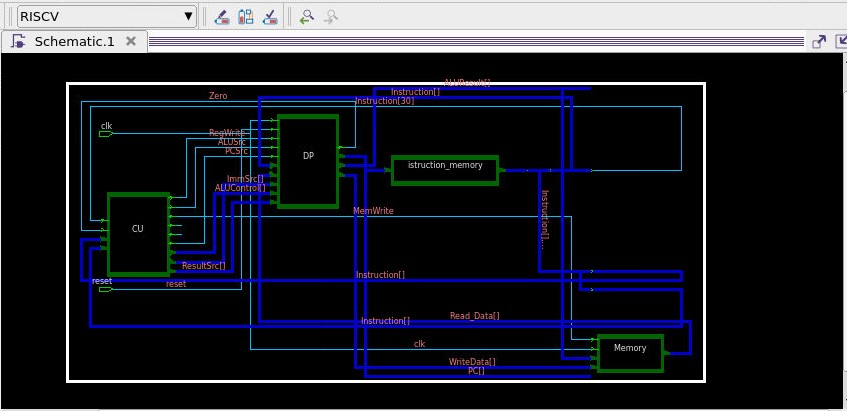 RISCV
Schematic.1
ALUResult[]
Instruction[]
Zero
Instruction[30]
clk
RegWrite
ALUSrc
PCSrc
DP
istruction_memory
ImmSrc[]
ALUControl[]
MemWrite
Instruction[]...
CU
ResultSrc[]
Instruction[]
reset
reset
Read_Data[]
Instruction[]
clk
Memory
WriteData[]
PC[]